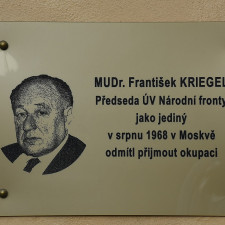 MUDr. František KRIEGEL
Předseda ÚV Národní fronty
jako jediný
v srpnu 1968 v Moskvě
odmítl přijmout okupaci